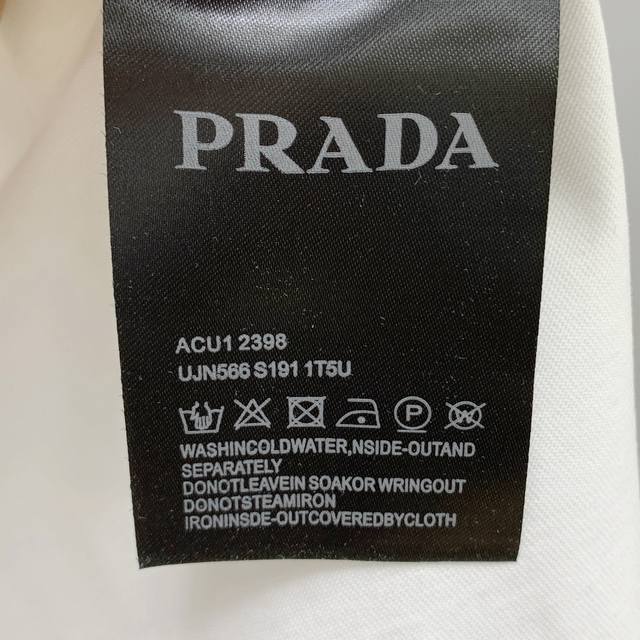 PRADA
ACU1 2398
UJN566 S191 1T5U
P
W
WASHINCOLDWATER,NSIDE-OUTAND
SEPARATELY
DONOTLEAVEIN SOAKOR WRINGOUT
DONOTSTEAMIRON
IRONINSDE-OUTCOVEREDBYCLOTH